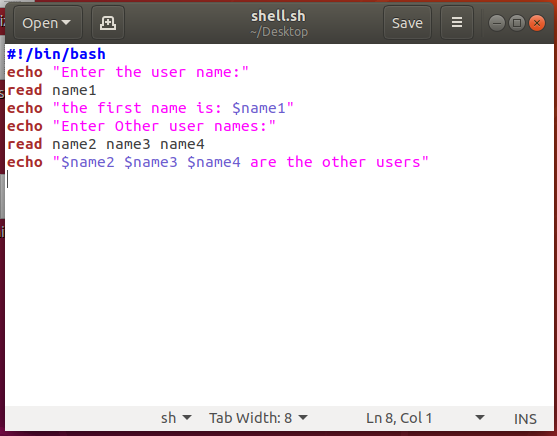 Open
shell.sh
~/Desktop
Save
#!/bin/bash
echo "Enter the user name:"
read name1
echo "the first name is: $name1"
echo "Enter Other user names:"
read name2 name3 name4
echo "$name2 $name3 $name4 are the other users"
sh Tab Width: 8 Ln 8, Col 1 INS